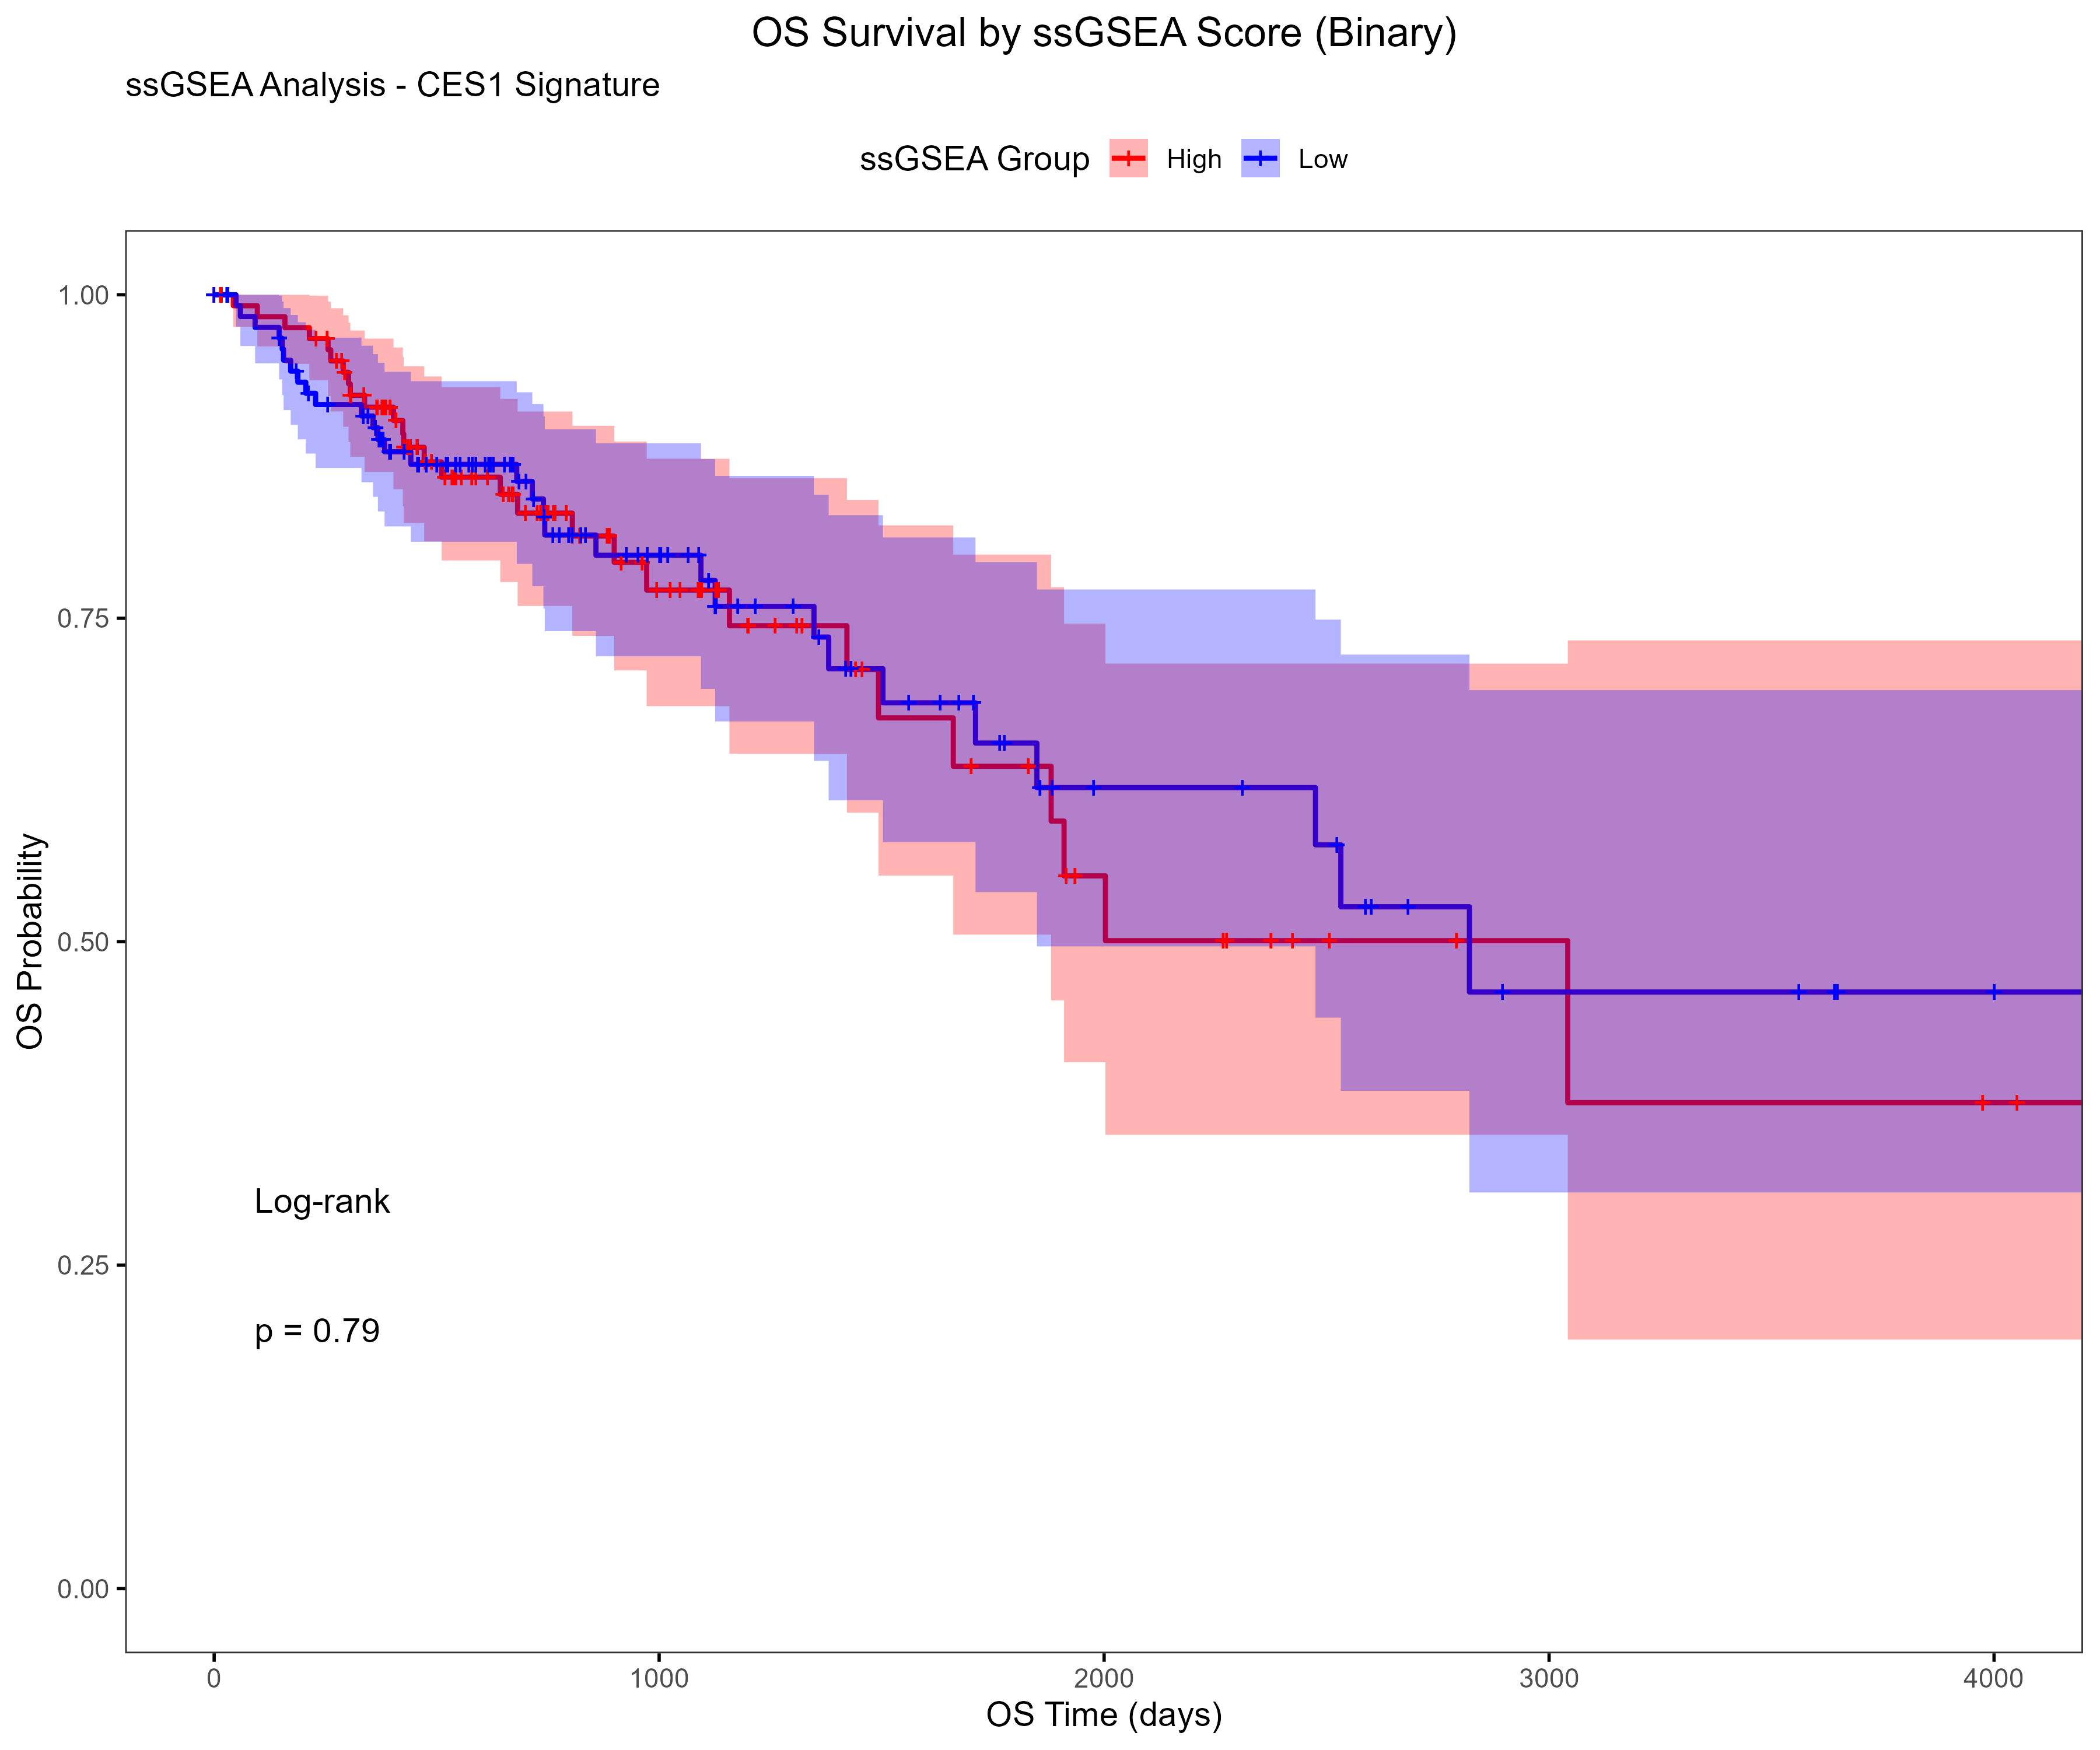 OS Survival by ssGSEA Score (Binary)
ssGSEA Analysis - CES1 Signature
ssGSEA Group High Low
OS Probability
1.00
0.75
0.50
0.25
0.00
Log-rank
p = 0.79
0 1000 2000 3000 4000
OS Time (days)